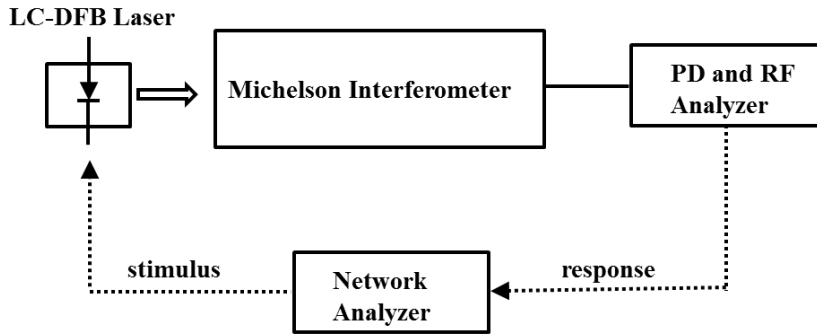 LC-DFB Laser
Michelson Interferometer
PD and RF
Analyzer
stimulus
Network
Analyzer
response